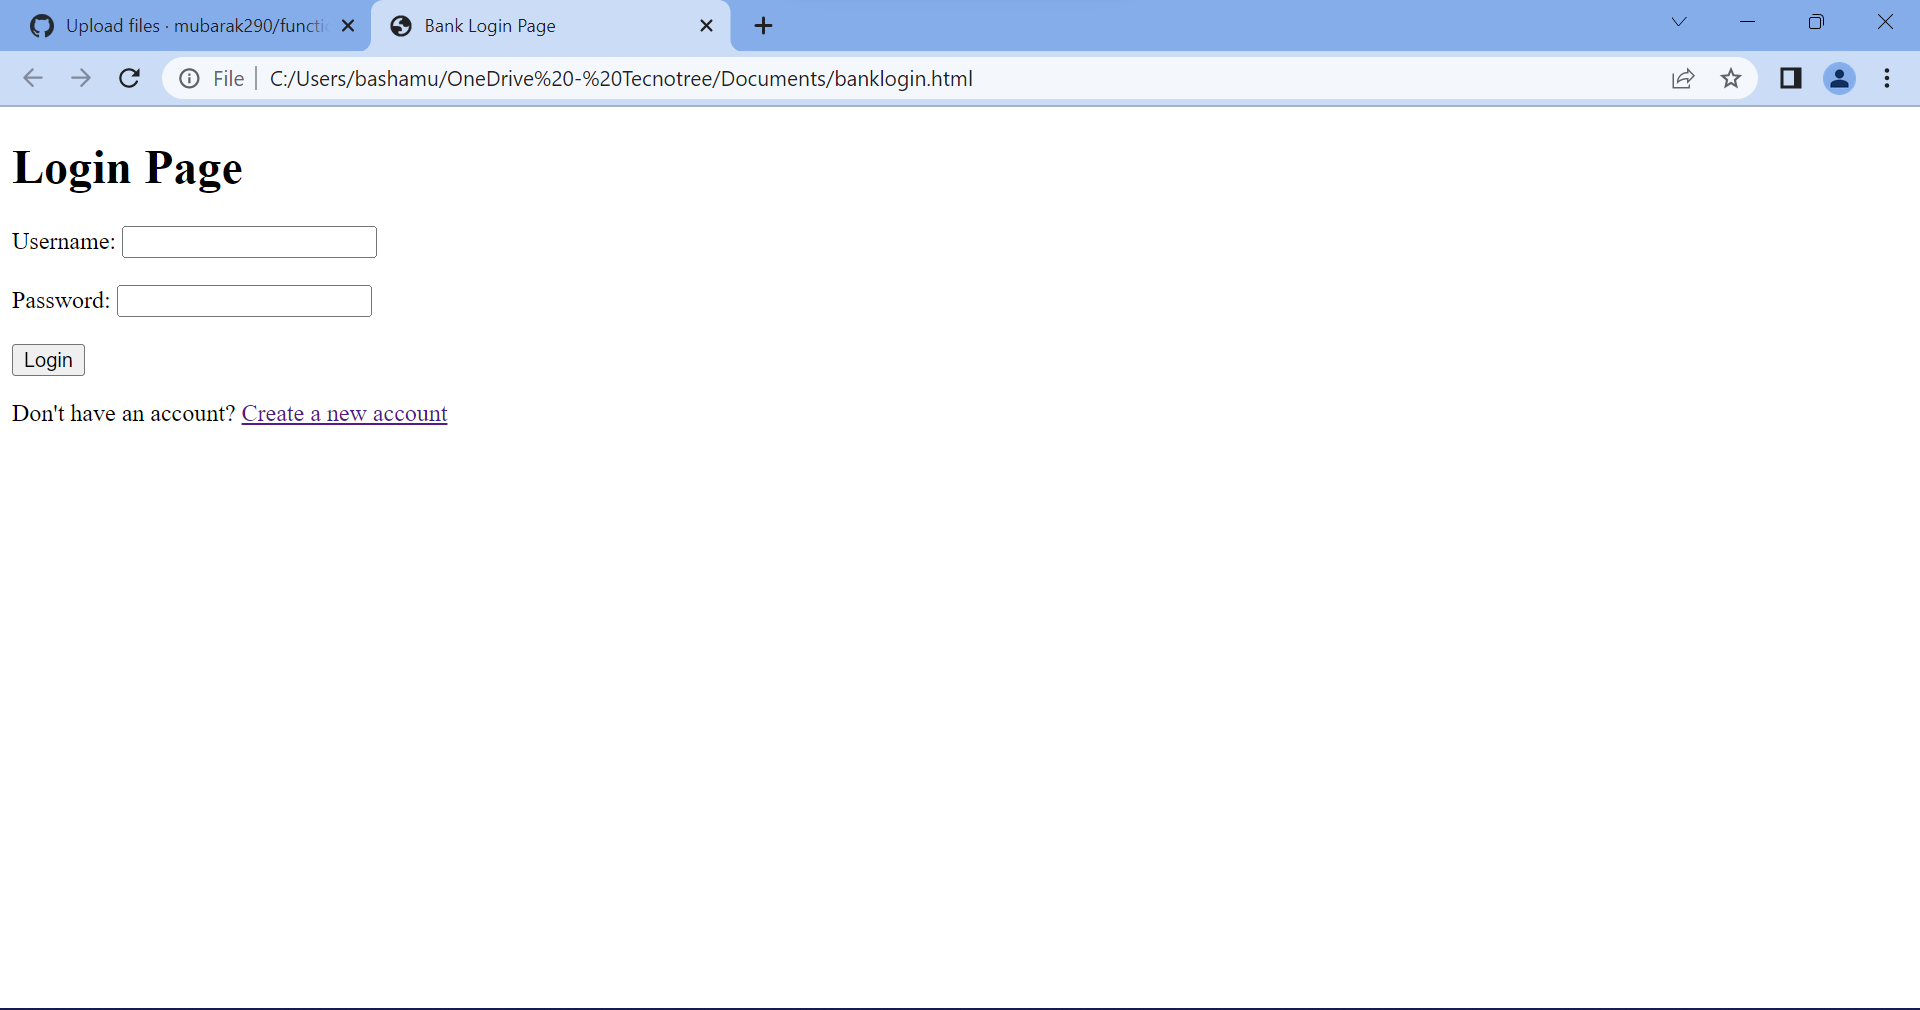 Upload files · mubarak290/functi
Bank Login Page
File
C:/Users/bashamu/OneDrive%20-%20Tecnotree/Documents/banklogin.html
Login Page
Username:
Password:
Login
Don't have an account? Create a new account